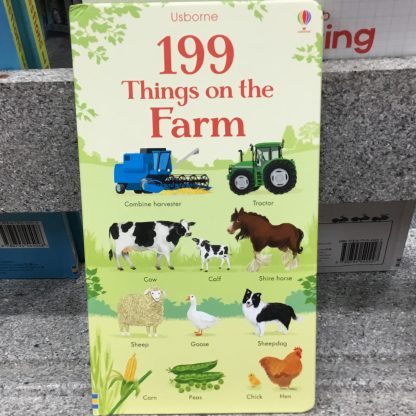 Usborne
199
Things on the
Farm
Combine harvester
Tractor
Cow
Calf
Shire horse
Sheep
Goose
Sheepdog
Corn
Peas
Chick
Hen
ing